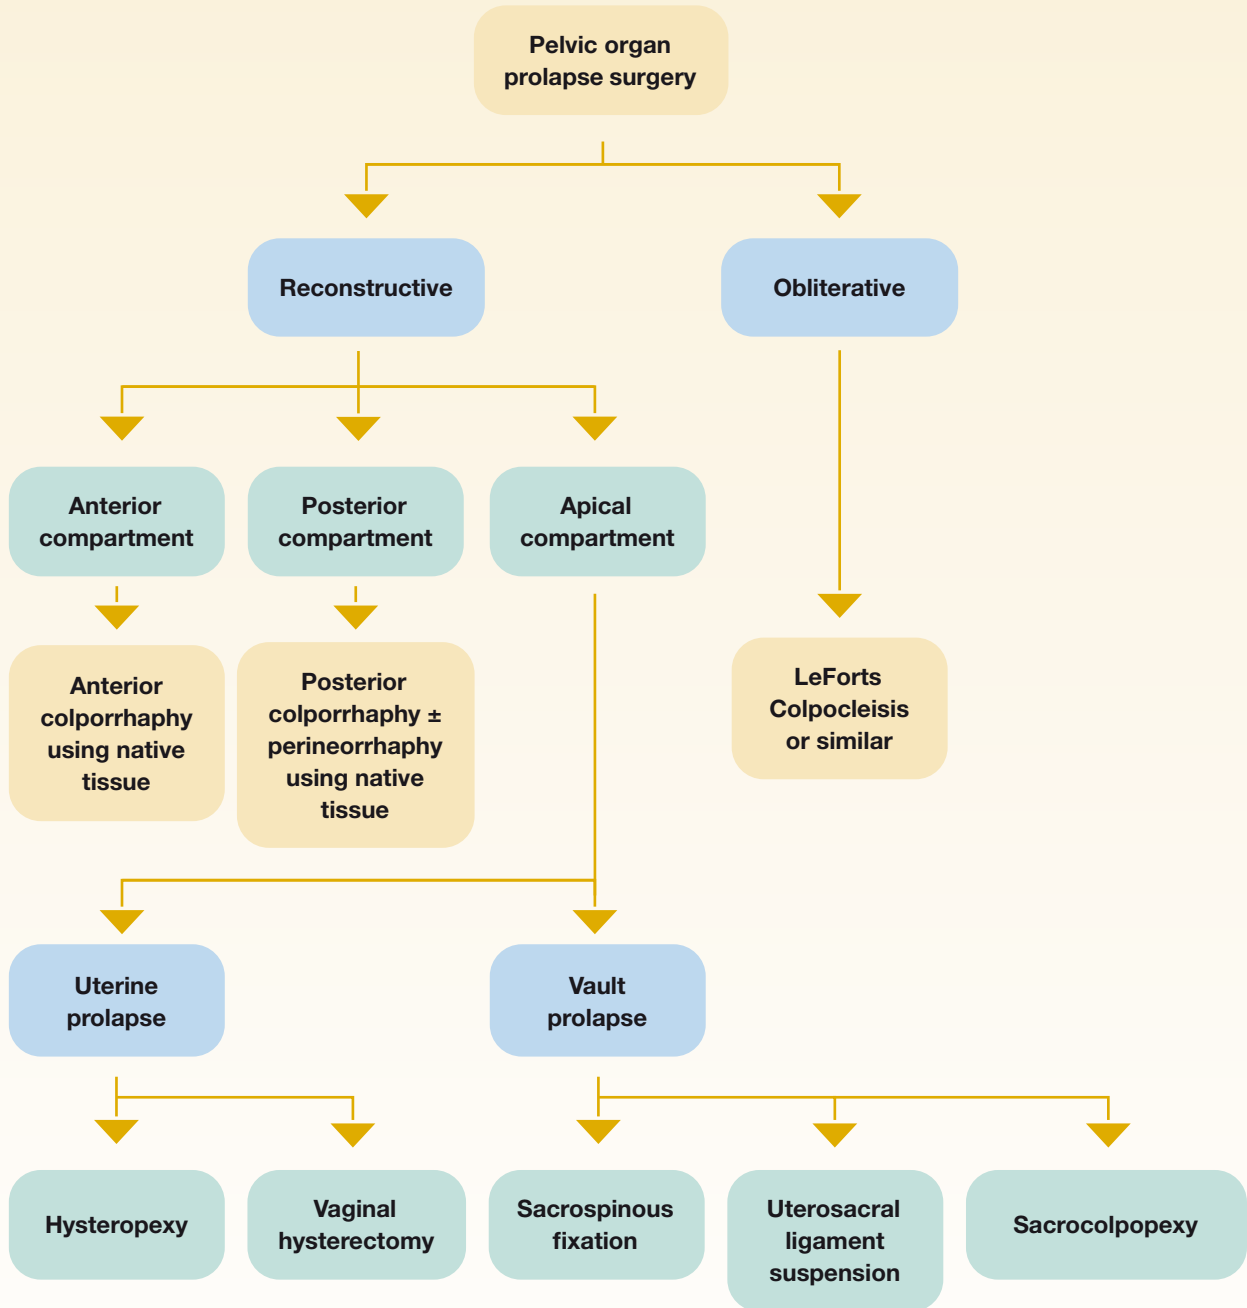 Pelvic organ
prolapse surgery
Reconstructive
Obliterative
Anterior
compartment
Posterior
compartment
Apical
compartment
Anterior
colporrhaphy
using native
tissue
Posterior
colporrhaphy ±
perineorrhaphy
using native
tissue
LeForts
Colpocleisis
or similar
Uterine
prolapse
Vault
prolapse
Hysteropexy
Vaginal
hysterectomy
Sacrospinous
fixation
Uterosacral
ligament
suspension
Sacrocolpopexy